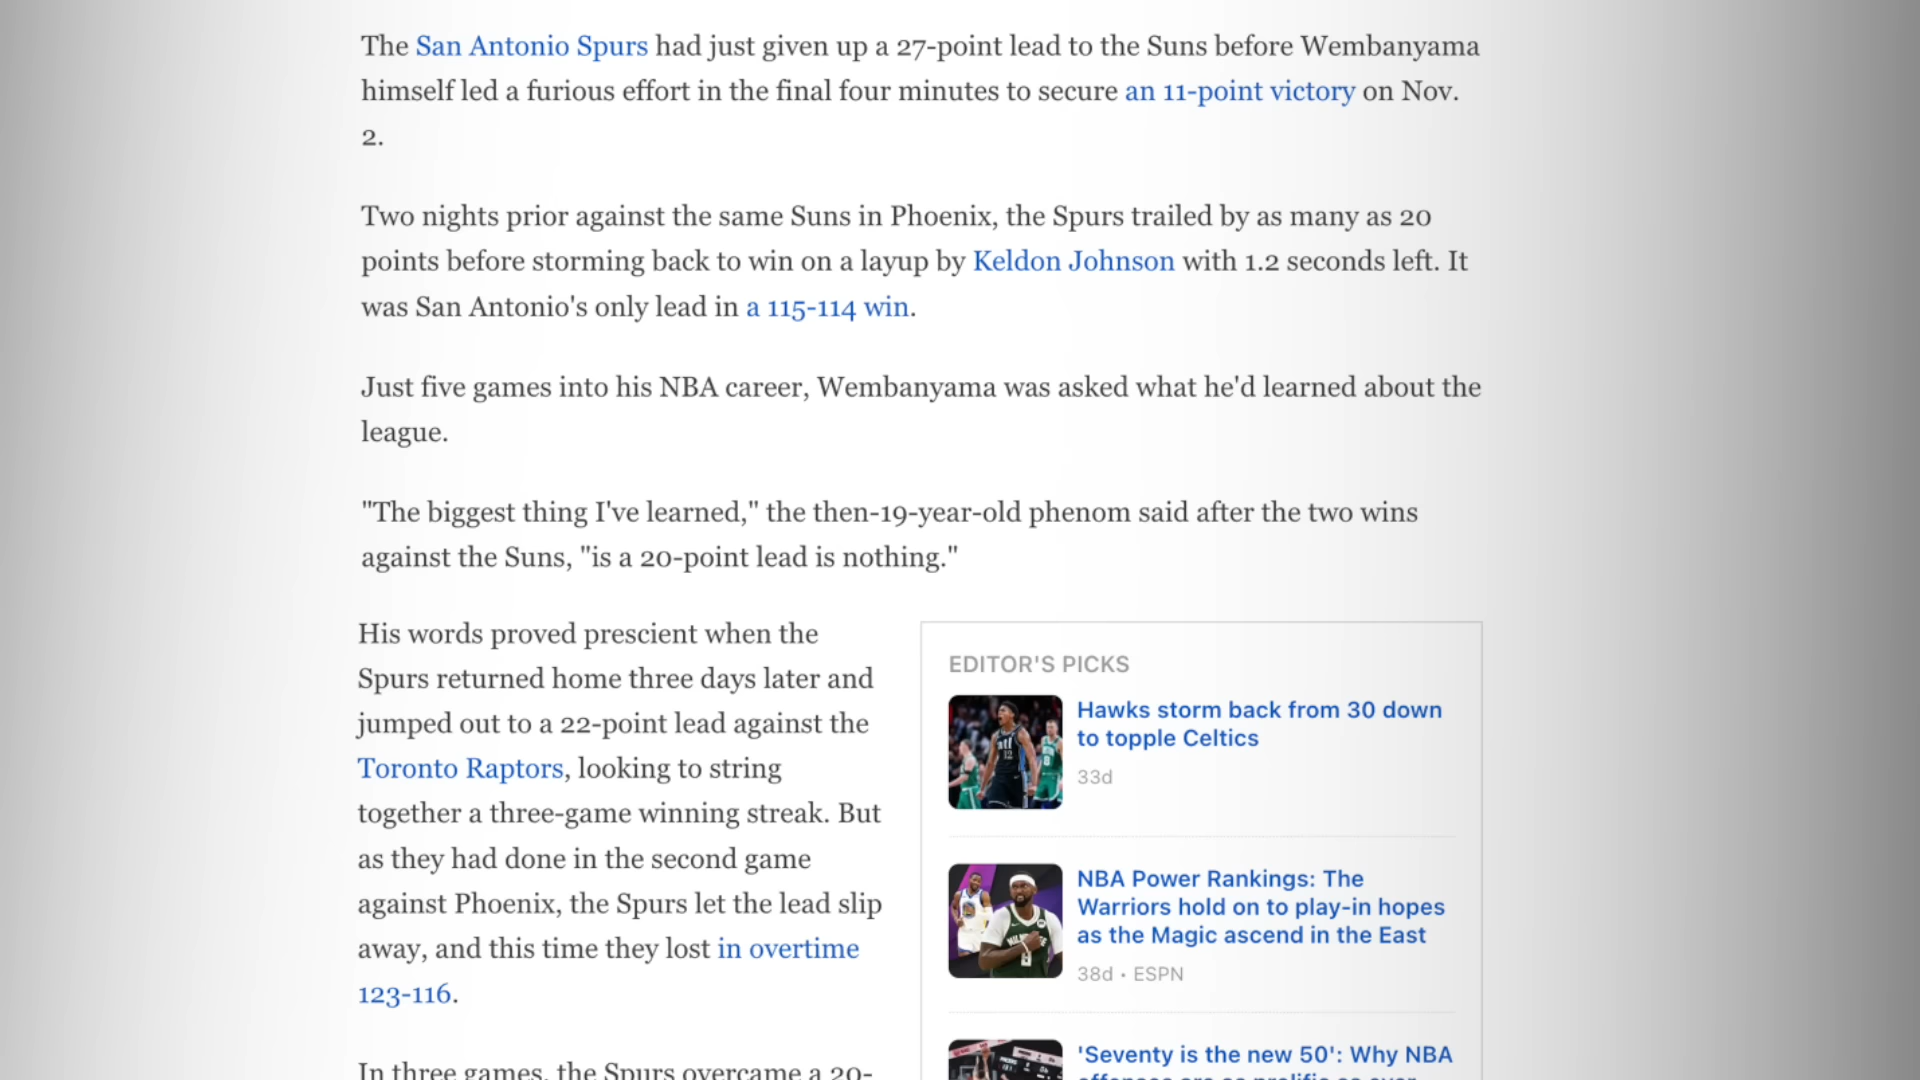 The San Antonio Spurs had just given up a 27-point lead to the Suns before Wembanyama
himself led a furious effort in the final four minutes to secure an 11-point victory on Nov.
2.
Two nights prior against the same Suns in Phoenix, the Spurs trailed by as many as 20
points before storming back to win on a layup by Keldon Johnson with 1.2 seconds left. It
was San Antonio's only lead in a 115-114 win.
Just five games into his NBA career, Wembanyama was asked what he'd learned about the
league.
"The biggest thing I've learned," the then-19-year-old phenom said after the two wins
against the Suns, "is a 20-point lead is nothing."
His words proved prescient when the
Spurs returned home three days later and
jumped out to a 22-point lead against the
Toronto Raptors, looking to string
together a three-game winning streak. But
as they had done in the second game
against Phoenix, the Spurs let the lead slip
away, and this time they lost in overtime
123-116.
In three games, the Spurs overcame a 20-
EDITOR'S PICKS
Hawks storm back from 30 down
to topple Celtics
33d
NBA Power Rankings: The
Warriors hold on to play-in hopes
as the Magic ascend in the East
38d • ESPN
'Seventy is the new 50': Why NBA
offenses are as prolific as ever